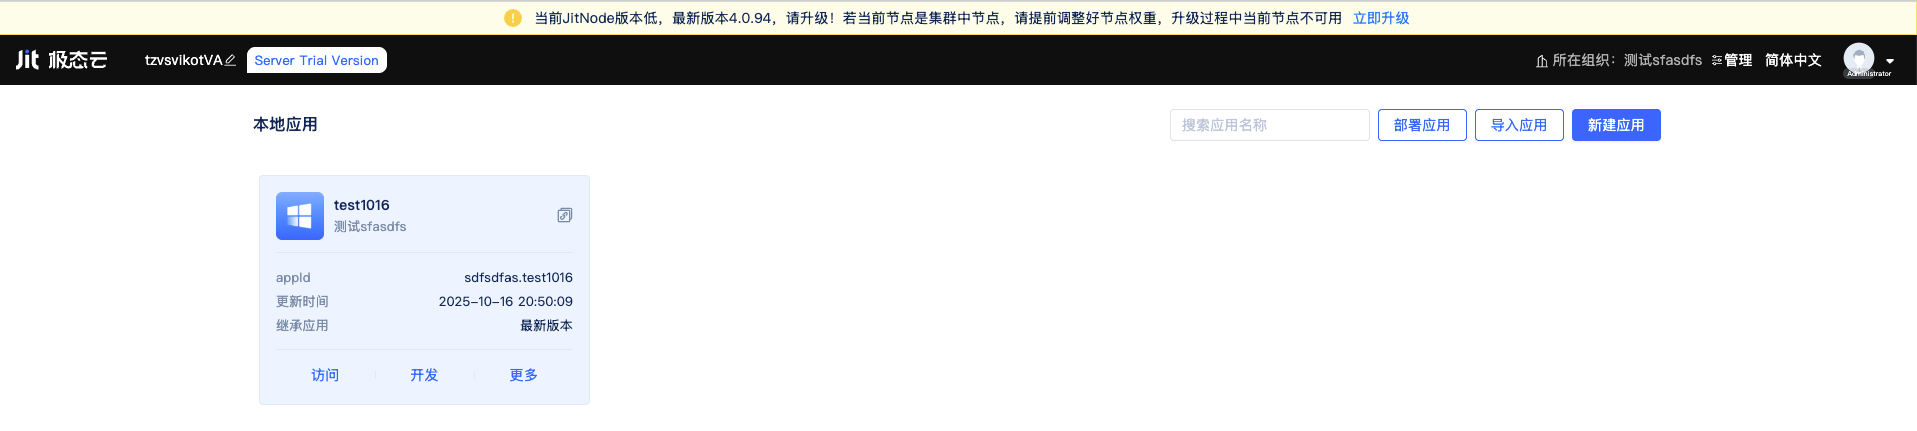 当前JitNode版本低，最新版本4.0.94，请升级！若当前节点是集群中节点，请提前调整好节点权重，升级过程中当前节点不可用 立即升级
Jit 极态云 tzvsvikotVA Server Trial Version 所在组织：测试sfasdfs 管理 简体中文 Administrator
本地应用 搜索应用名称 部署应用 导入应用 新建应用
test1016
测试sfasdfs
appId sdfsdfas.test1016
更新时间 2025-10-16 20:50:09
继承应用 最新版本
访问 开发 更多